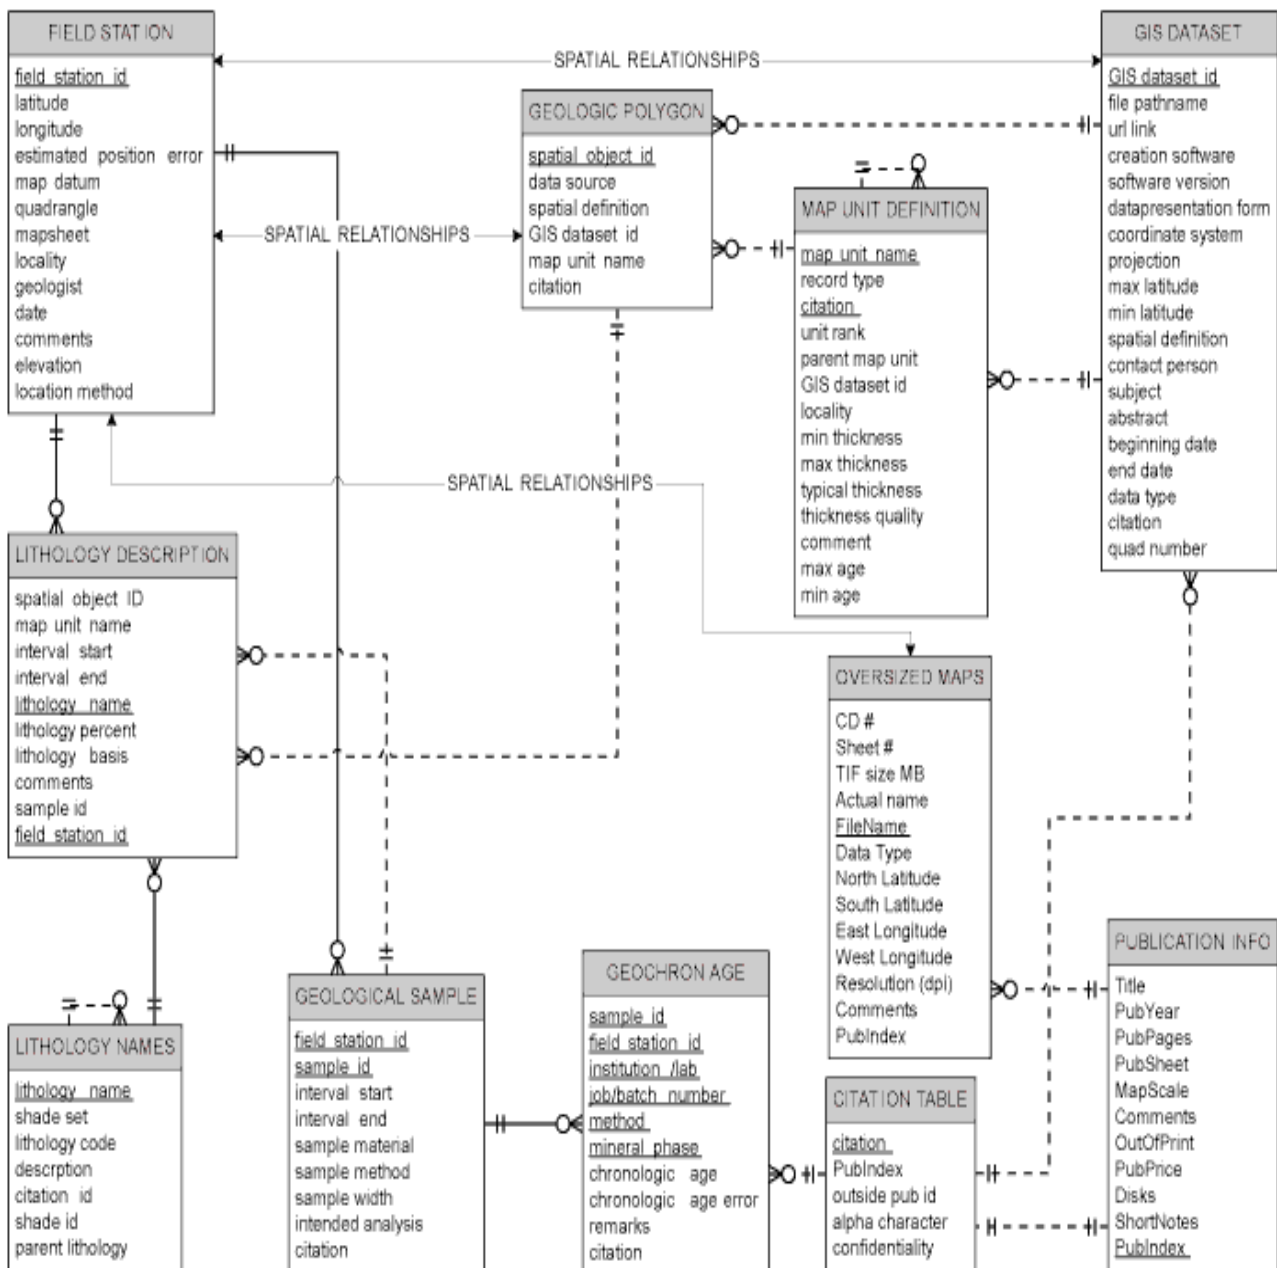 FIELD STATION
field station id
latitude
longitude
estimated position error
map datum
quadrangle
mapsheet
locality
geologist
date
comments
elevation
location method
SPATIAL RELATIONSHIPS
GEOLOGIC POLYGON
spatial object id
data source
spatial definition
GIS dataset id
map unit name
citation
SPATIAL RELATIONSHIPS
MAP UNIT DEFINITION
map unit name
record type
citation
unit rank
parent map unit
GIS dataset id
locality
min thickness
max thickness
typical thickness
thickness quality
comment
max age
min age
GIS DATASET
GIS dataset id
file pathname
url link
creation software
software version
datapresentation form
coordinate system
projection
max latitude
min latitude
spatial definition
contact person
subject
abstract
beginning date
end date
data type
citation
quad number
SPATIAL RELATIONSHIPS
LITHOLOGY DESCRIPTION
spatial object ID
map unit name
interval start
interval end
lithology name
lithology percent
lithology basis
comments
sample id
field station id
OVERSIZED MAPS
CD #
Sheet #
TIF size MB
Actual name
FileName
Data Type
North Latitude
South Latitude
East Longitude
West Longitude
Resolution (dpi)
Comments
PubIndex
LITHOLOGY NAMES
lithology name
shade set
lithology code
descrption
citation id
shade id
parent lithology
GEOLOGICAL SAMPLE
field station id
sample id
interval start
interval end
sample material
sample method
sample width
intended analysis
citation
GEOCHRON AGE
sample id
field station id
institution /lab
job/batch number
method
mineral phase
chronologic age
chronologic age error
remarks
citation
CITATION TABLE
citation
PubIndex
outside pub id
alpha character
confidentiality
PUBLICATION INFO
Title
PubYear
PubPages
PubSheet
MapScale
Comments
OutOfPrint
PubPrice
Disks
ShortNotes
PubIndex